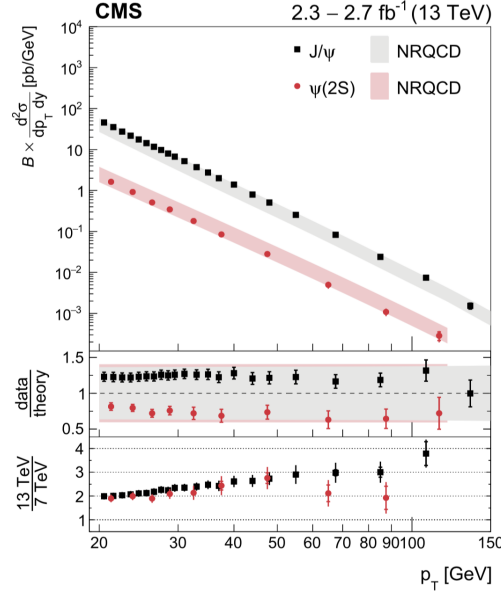 CMS 2.3 – 2.7 fb⁻¹ (13 TeV)
B × d²σ / dp_T dy [pb/GeV]
J/ψ NRQCD
ψ(2S) NRQCD
10⁴
10³
10²
10
1
10⁻¹
10⁻²
10⁻³
data / theory
1.5
1
0.5
13 TeV / 7 TeV
4
3
2
1
20 30 40 50 60 70 80 90 100 150
p_T [GeV]